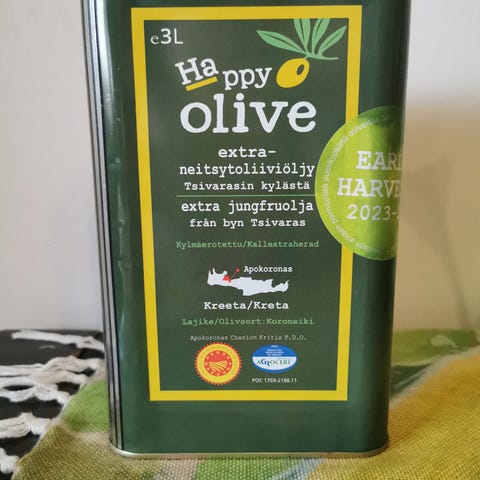 e3L
Happy
olive
extra-
neitsytoliiviöljy
Tsivarasin kylästä
extra jungfruolja
från byn Tsivaras
Kylmäerotettu/Kallextraherad
Apokoronas
Kreeta/Kreta
Lajike/Olivsort:Koroneiki
Apokoronas Chanion Kritis P.D.O.
AGROCERT
POC 1769-2188.11
HARVE
2023-